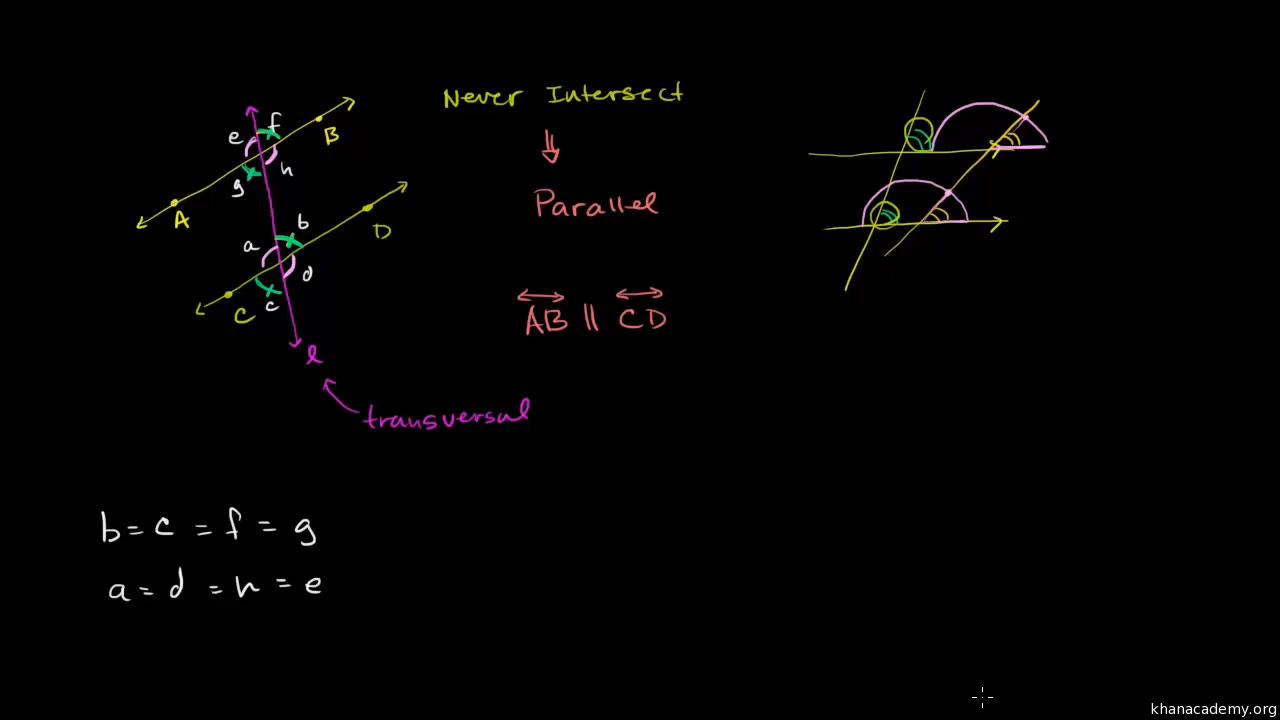 Never Intersect
⇓
Parallel
AB || CD
e
f
g
h
A
B
a
b
c
d
C
D
l
transversal
b = c = f = g
a = d = h = e
khanacademy.org